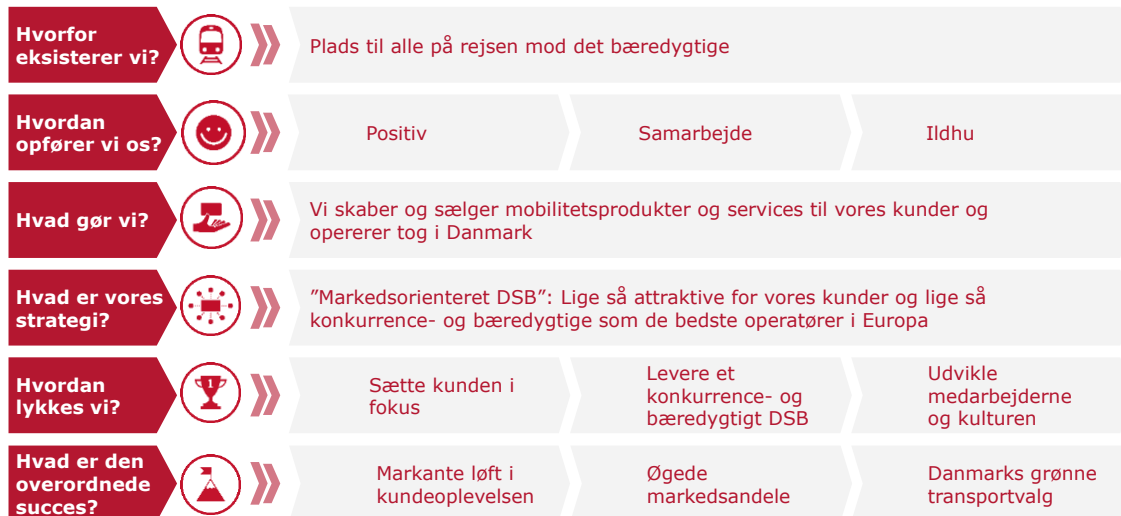 Hvorfor
eksisterer vi?
Plads til alle på rejsen mod det bæredygtige
Hvordan
opfører vi os?
Positiv
Samarbejde
Ildhu
Hvad gør vi?
Vi skaber og sælger mobilitetsprodukter og services til vores kunder og
opererer tog i Danmark
Hvad er vores
strategi?
”Markedsorienteret DSB”: Lige så attraktive for vores kunder og lige så
konkurrence- og bæredygtige som de bedste operatører i Europa
Hvordan
lykkes vi?
1
Sætte kunden i
fokus
Levere et
konkurrence- og
bæredygtigt DSB
Udvikle
medarbejderne
og kulturen
Hvad er den
overordnede
succes?
Markante løft i
kundeoplevelsen
Øgede
markedsandele
Danmarks grønne
transportvalg